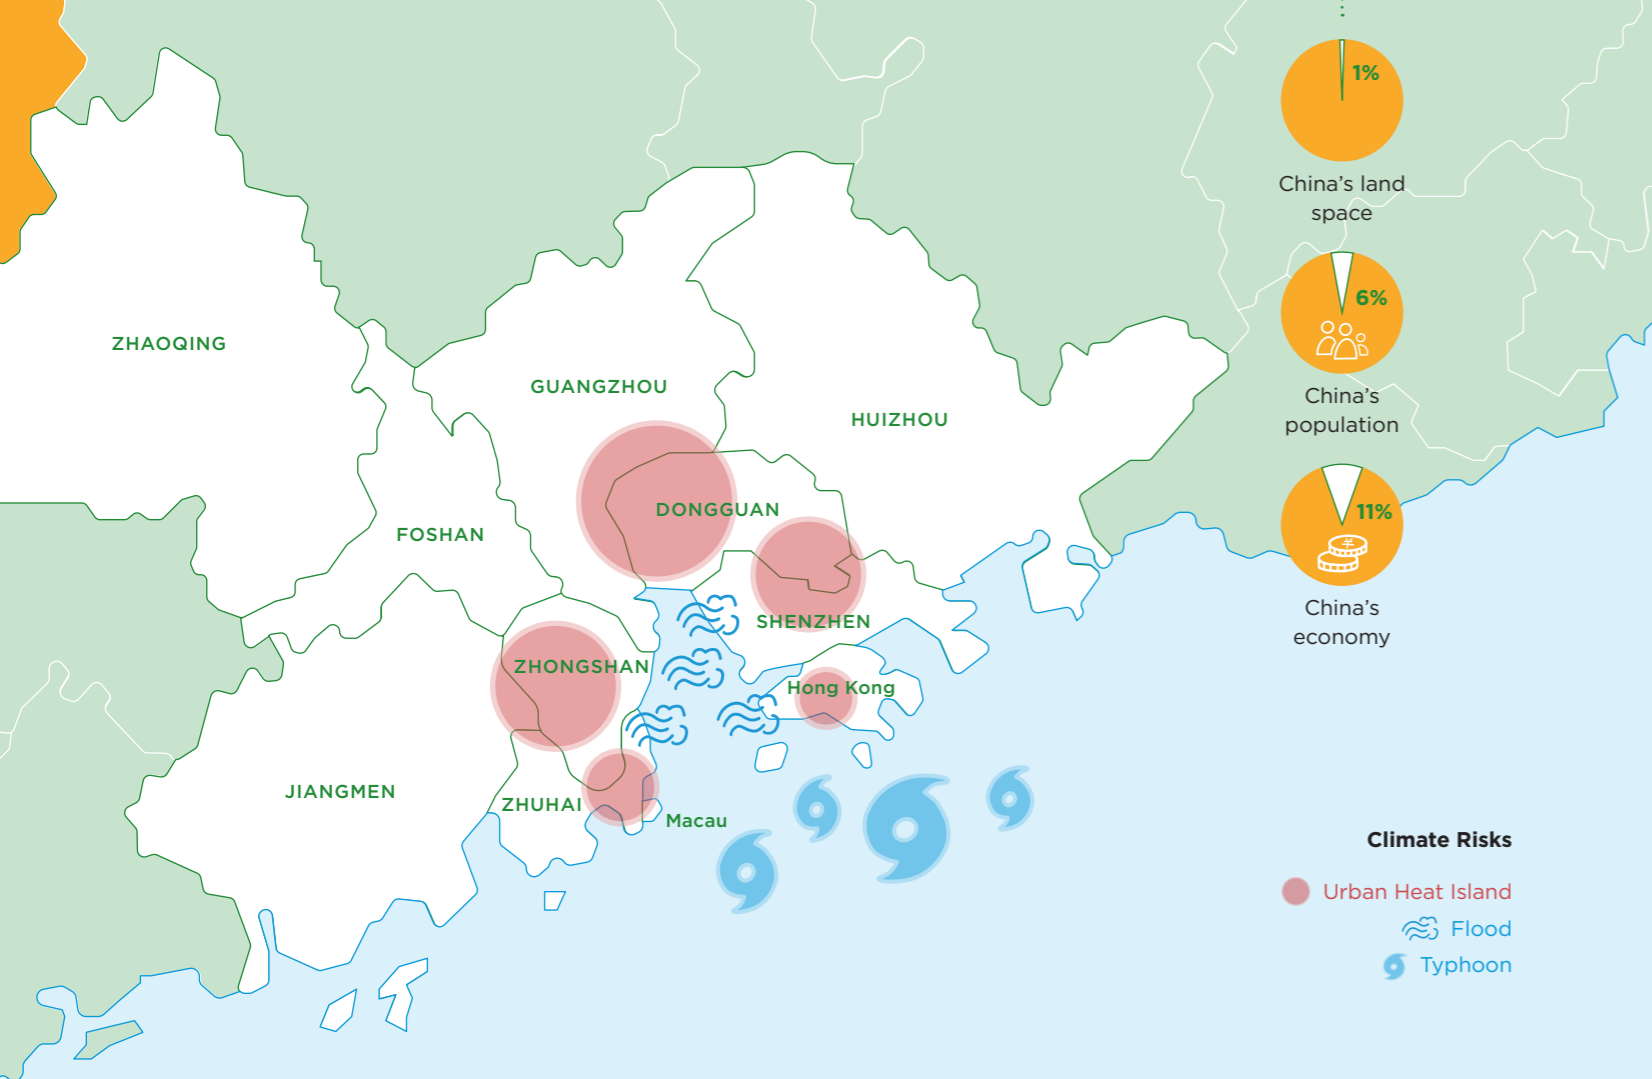 1%
China's land
space
6%
China's
population
11%
¥
China's
economy
ZHAOQING
GUANGZHOU
HUIZHOU
DONGGUAN
FOSHAN
SHENZHEN
ZHONGSHAN
Hong Kong
JIANGMEN
ZHUHAI
Macau
Climate Risks
Urban Heat Island
Flood
Typhoon